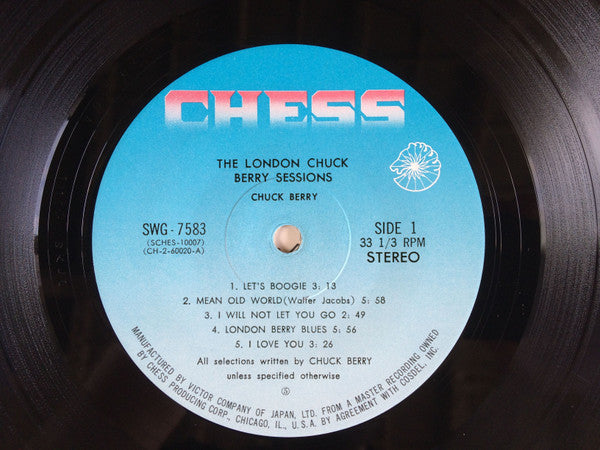 CHESS
THE LONDON CHUCK
BERRY SESSIONS
CHUCK BERRY
SWG-7583
(SCHES-10007)
(CH-2-60020-A)
SIDE 1
33 1/3 RPM
STEREO
1. LET'S BOOGIE 3: 13
2. MEAN OLD WORLD(Walter Jacobs) 5: 58
3. I WILL NOT LET YOU GO 2: 49
4. LONDON BERRY BLUES 5: 56
5. I LOVE YOU 3: 26
All selections written by CHUCK BERRY
unless specified otherwise
MANUFACTURED BY VICTOR COMPANY OF JAPAN, LTD. FROM A MASTER RECORDING OWNED
BY CHESS PRODUCING CORP., CHICAGO, IL., U.S.A. BY AGREEMENT WITH COSDEL, INC.